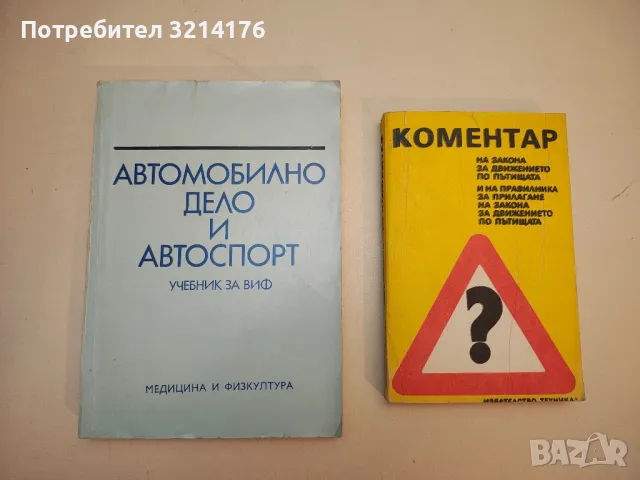 Потребител 3214176
АВТОМОБИЛНО
ДЕЛО
И
АВТОСПОРТ
УЧЕБНИК ЗА ВИФ
МЕДИЦИНА И ФИЗКУЛТУРА
КОМЕНТАР
НА ЗАКОНА
ЗА ДВИЖЕНИЕТО
ПО ПЪТИЩАТА
И НА ПРАВИЛНИКА
ЗА ПРИЛАГАНЕ
НА ЗАКОНА
ЗА ДВИЖЕНИЕТО
ПО ПЪТИЩАТА
?
ИЗДАТЕЛСТВО „ТЕХНИКА“
BAZAR